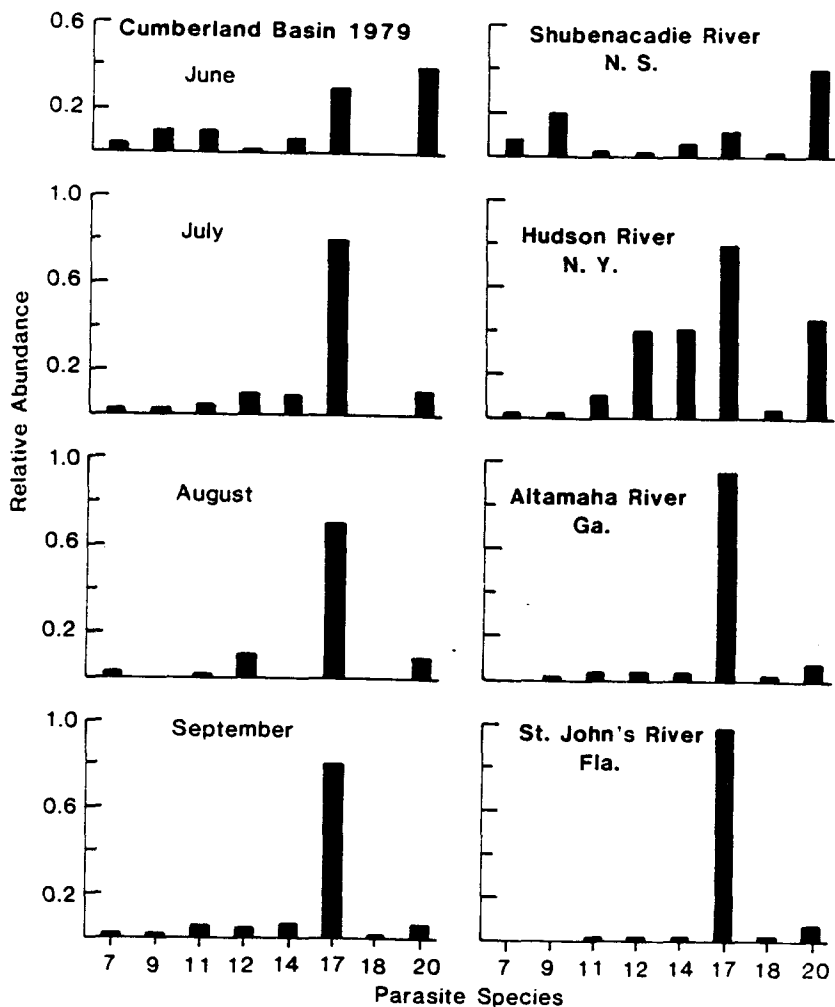 Cumberland Basin 1979
June
0.6
0.2
Shubenacadie River
N. S.
July
1.0
0.6
0.2
Hudson River
N. Y.
August
1.0
0.6
0.2
Altamaha River
Ga.
September
1.0
0.6
0.2
St. John's River
Fla.
Relative Abundance
7 9 11 12 14 17 18 20
7 9 11 12 14 17 18 20
Parasite Species